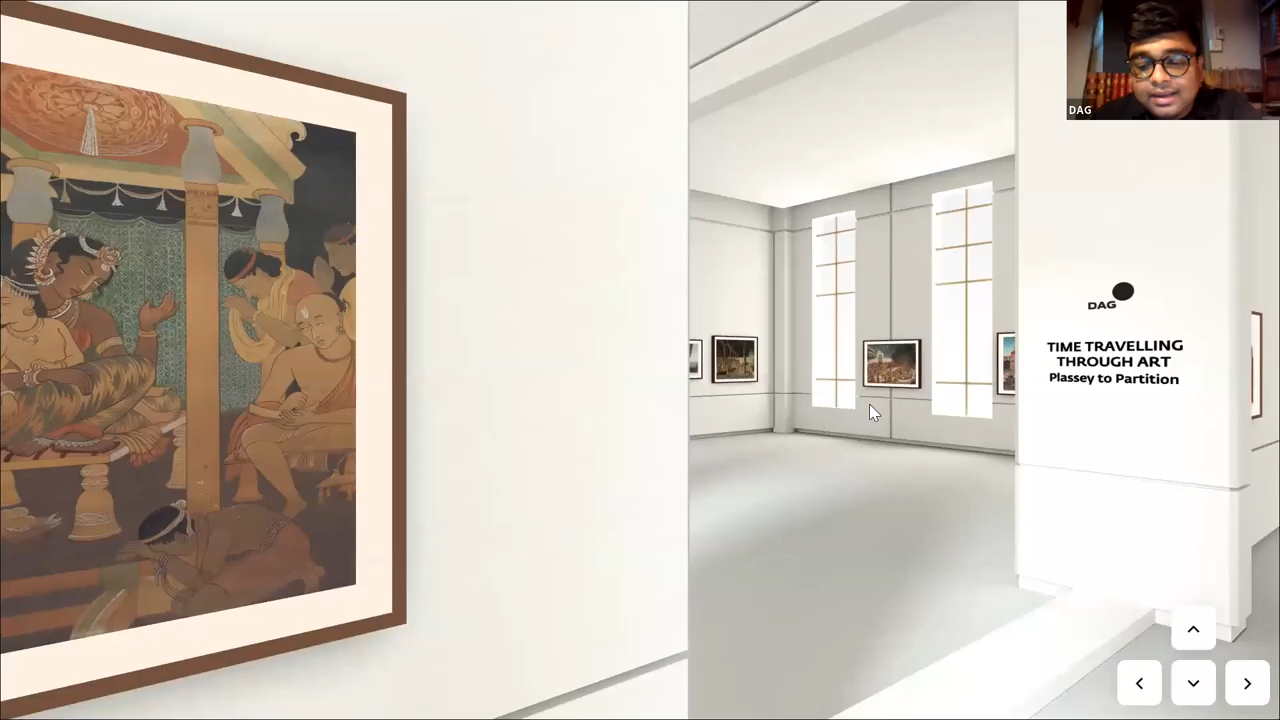 DAG
DAG
TIME TRAVELLING
THROUGH ART
Plassey to Partition